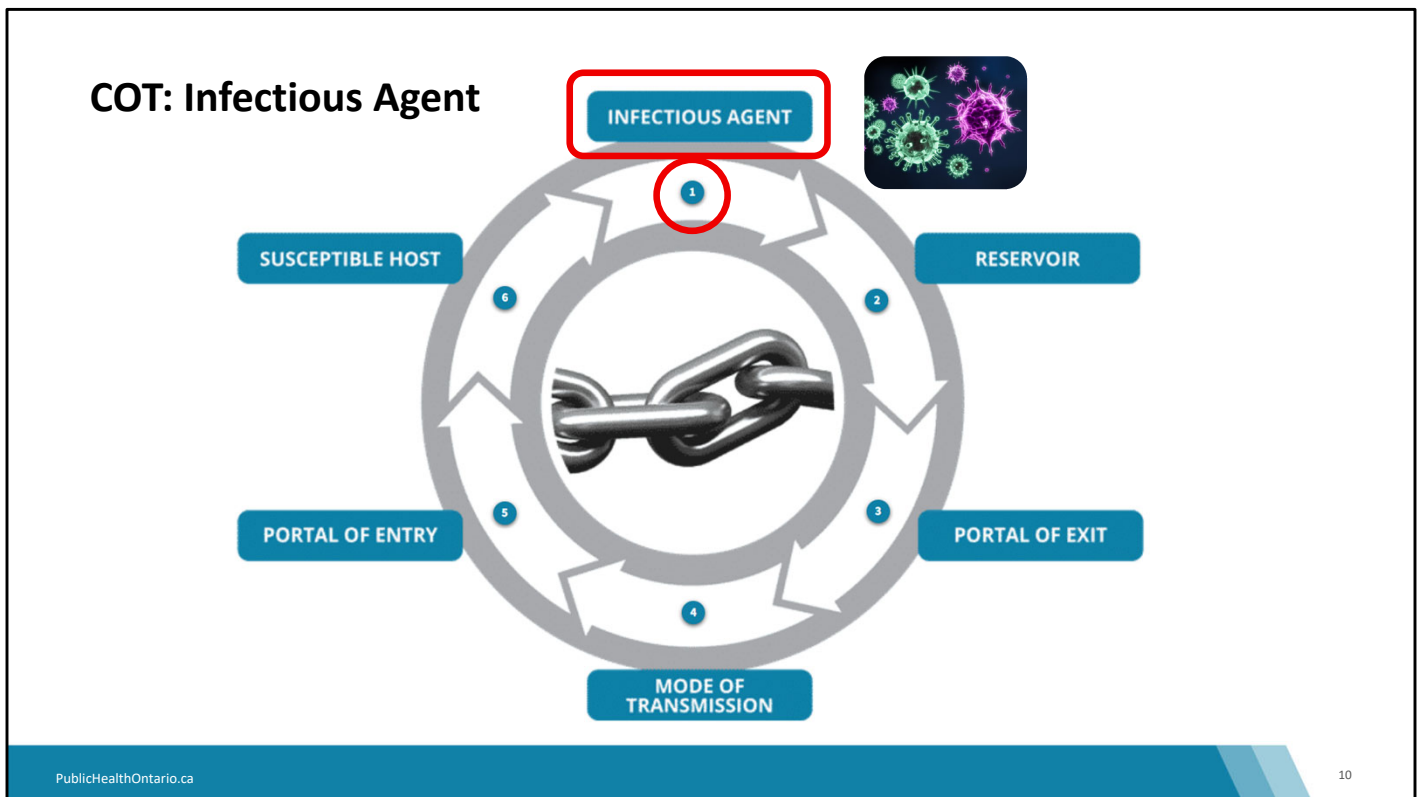 COT: Infectious Agent
INFECTIOUS AGENT
1
SUSCEPTIBLE HOST
RESERVOIR
6
2
PORTAL OF ENTRY
5
3
PORTAL OF EXIT
4
MODE OF
TRANSMISSION
PublicHealthOntario.ca
10